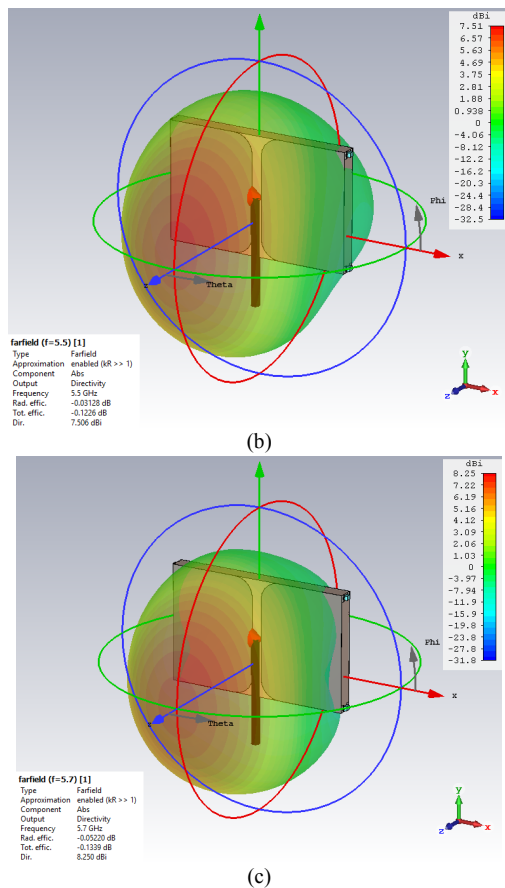 dBi
7.51
6.57
5.63
4.69
3.75
2.81
1.88
0.938
0
-4.06
-8.12
-12.2
-16.2
-20.3
-24.4
-28.4
-32.5
Phi
x
z
Theta
farfield (f=5.5) [1]
Type Farfield
Approximation enabled (kR >> 1)
Component Abs
Output Directivity
Frequency 5.5 GHz
Rad. effic. -0.03128 dB
Tot. effic. -0.1226 dB
Dir. 7.506 dBi
y
z
x
(b)
dBi
8.25
7.22
6.19
5.16
4.12
3.09
2.06
1.03
0
-3.97
-7.94
-11.9
-15.9
-19.8
-23.8
-27.8
-31.8
Phi
x
z
Theta
farfield (f=5.7) [1]
Type Farfield
Approximation enabled (kR >> 1)
Component Abs
Output Directivity
Frequency 5.7 GHz
Rad. effic. -0.05220 dB
Tot. effic. -0.1339 dB
Dir. 8.250 dBi
y
z
x
(c)